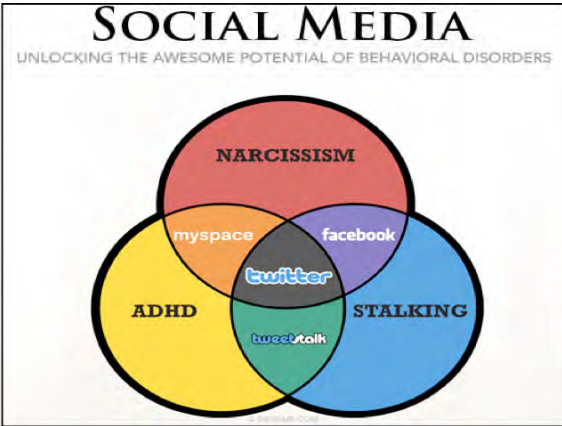 SOCIAL MEDIA
UNLOCKING THE AWESOME POTENTIAL OF BEHAVIORAL DISORDERS
NARCISSISM
myspace
facebook
twitter
ADHD
STALKING
tweetstalk